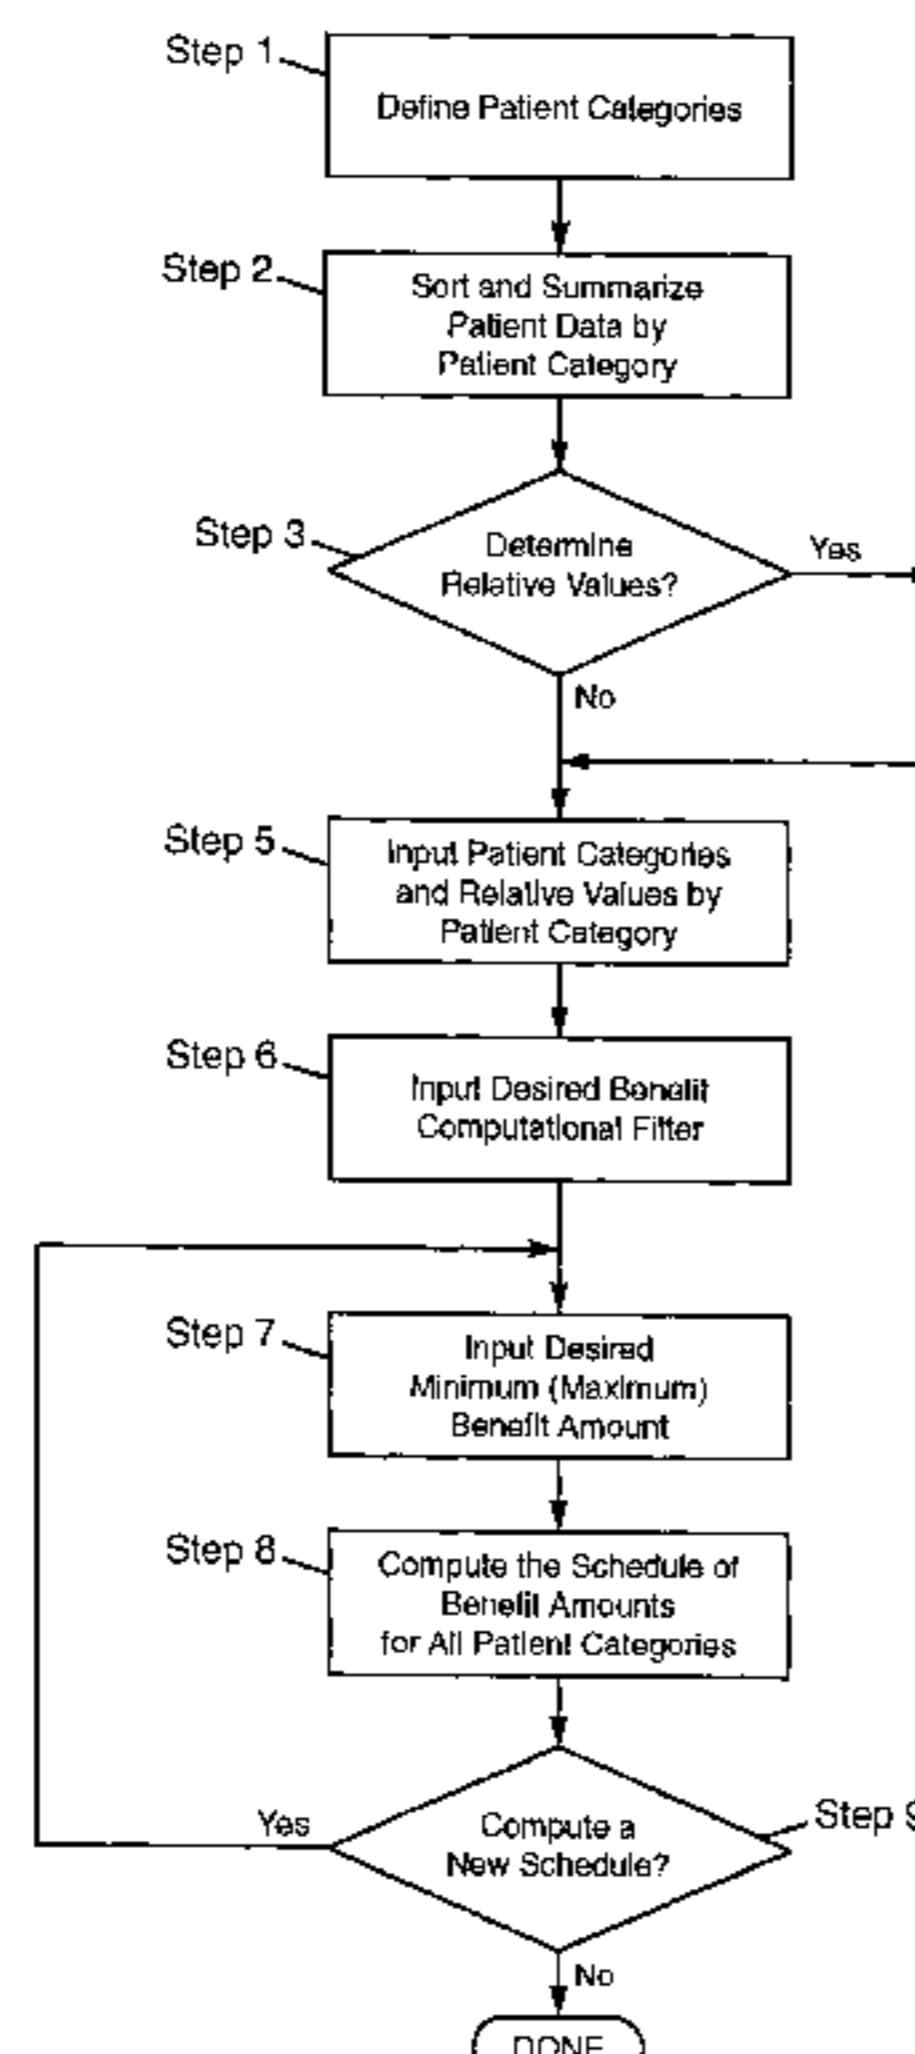 Step 1
Define Patient Categories
Step 2
Sort and Summarize
Patient Data by
Patient Category
Step 3
Determine
Relative Values?
Yes
No
Step 5
Input Patient Categories
and Relative Values by
Patient Category
Step 6
Input Desired Benefit
Computational Filter
Step 7
Input Desired
Minimum (Maximum)
Benefit Amount
Step 8
Compute the Schedule of
Benefit Amounts
for All Patient Categories
Yes
Compute a
New Schedule?
Step 9
No
DONE